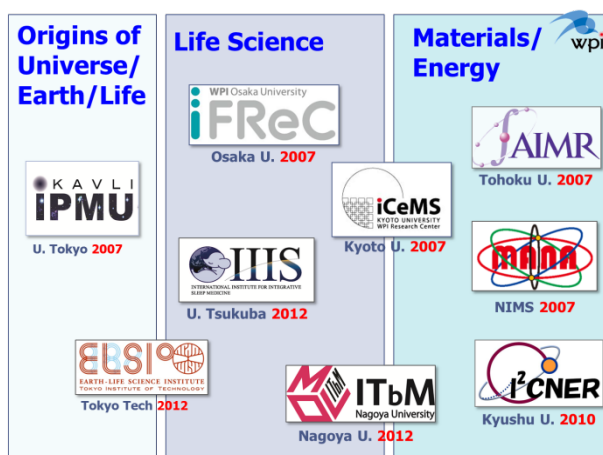 Origins of
Universe/
Earth/Life
Life Science
Materials/
Energy
wpi
WPI Osaka University
iFReC
Osaka U. 2007
KAVLI
IPMU
U. Tokyo 2007
iCeMS
KYOTO UNIVERSITY
WPI Research Center
Kyoto U. 2007
AIMR
Tohoku U. 2007
IIIS
INTERNATIONAL INSTITUTE FOR INTEGRATIVE
SLEEP MEDICINE
U. Tsukuba 2012
MANA
NIMS 2007
ELSI
EARTH-LIFE SCIENCE INSTITUTE
TOKYO INSTITUTE OF TECHNOLOGY
Tokyo Tech 2012
ITbM
Nagoya University
Nagoya U. 2012
I²CNER
Kyushu U. 2010